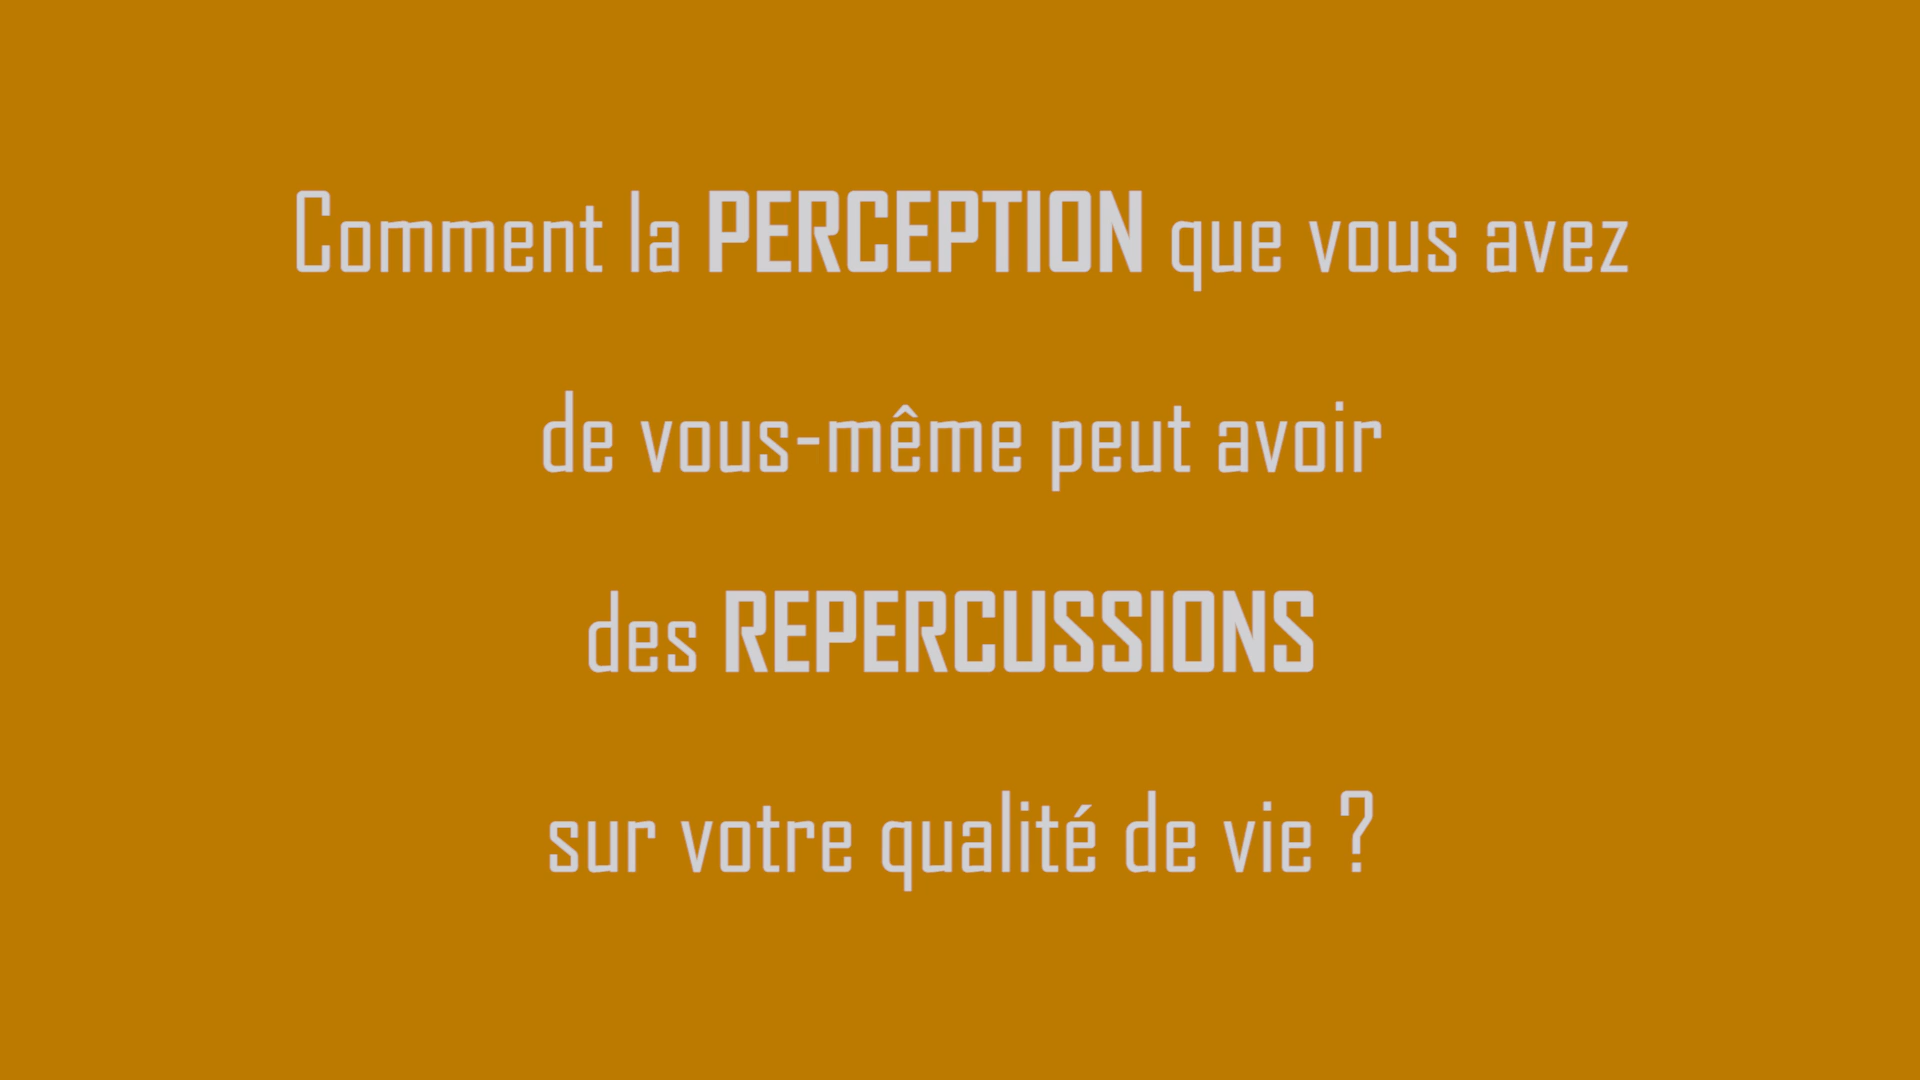 Comment la PERCEPTION que vous avez
de vous-même peut avoir
des REPERCUSSIONS
sur votre qualité de vie ?